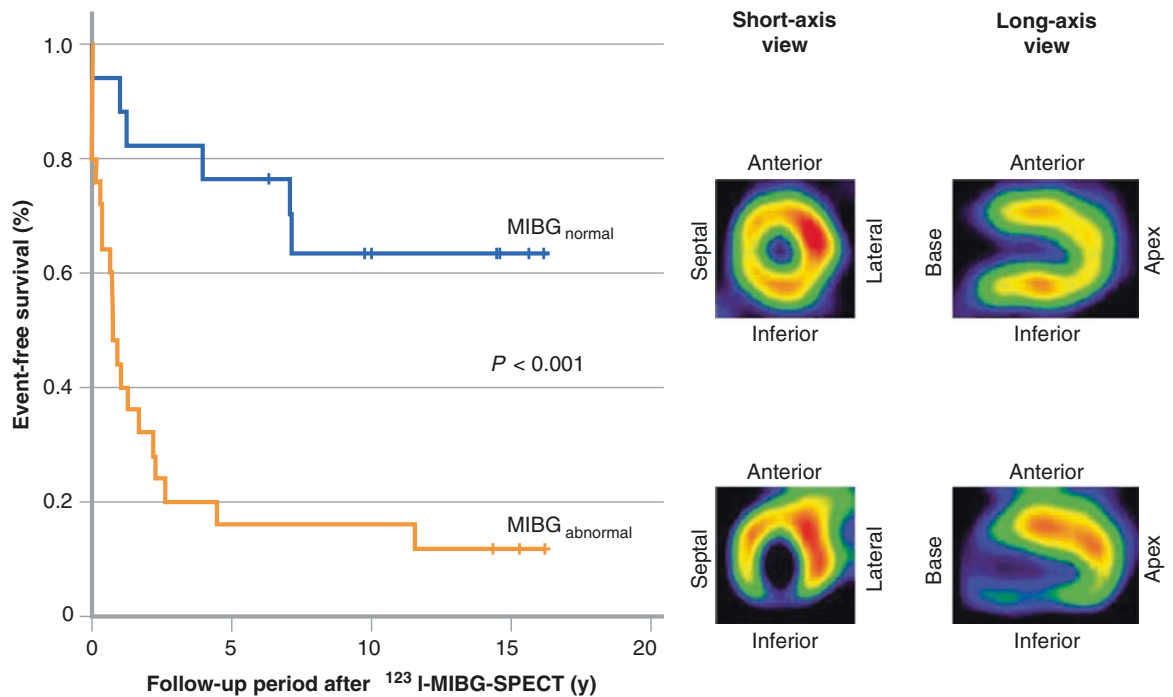 Short-axis
view
Long-axis
view
Event-free survival (%)
1.0
0.8
0.6
0.4
0.2
0
0 5 10 15 20
Follow-up period after ¹²³ I-MIBG-SPECT (y)
MIBG normal
P < 0.001
MIBG abnormal
Anterior
Septal
Lateral
Inferior
Anterior
Base
Apex
Inferior
Anterior
Septal
Lateral
Inferior
Anterior
Base
Apex
Inferior